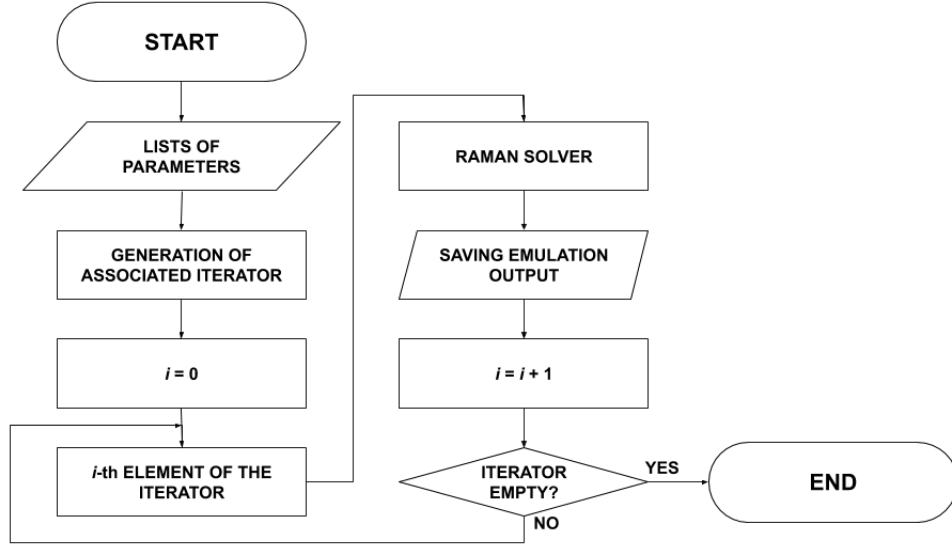 START
LISTS OF
PARAMETERS
GENERATION OF
ASSOCIATED ITERATOR
i = 0
i-th ELEMENT OF THE
ITERATOR
RAMAN SOLVER
SAVING EMULATION
OUTPUT
i = i + 1
ITERATOR
EMPTY?
YES
NO
END